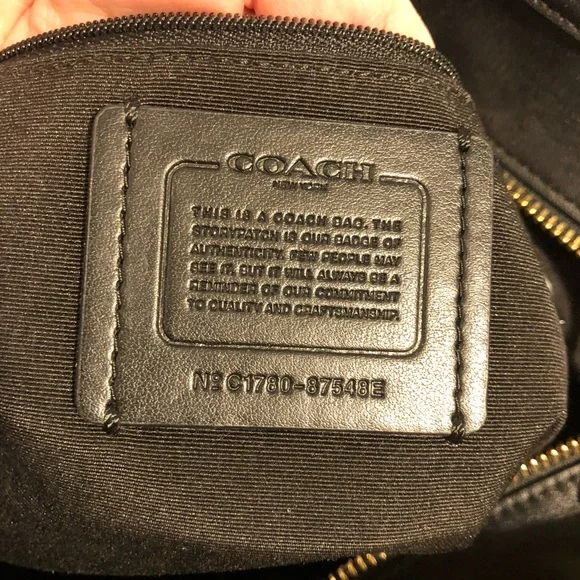 COACH
NEW YORK
THIS IS A COACH BAG. THE
STORYPATCH IS OUR BADGE OF
AUTHENTICITY. FEW PEOPLE MAY
SEE IT, BUT IT WILL ALWAYS BE A
REMINDER OF OUR COMMITMENT
TO QUALITY AND CRAFTSMANSHIP.
Nº C1780-87548E